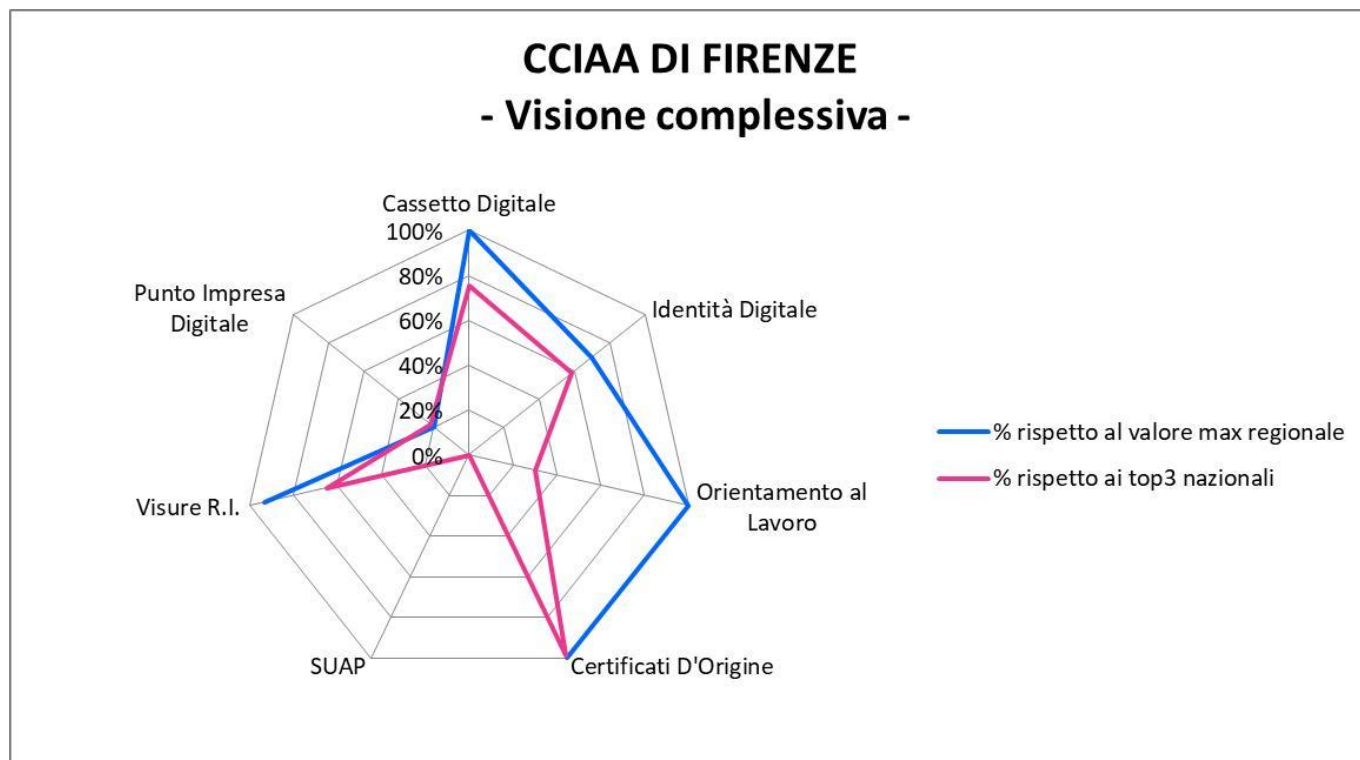 CCIAA DI FIRENZE
- Visione complessiva -
Cassetto Digitale
100%
80%
60%
40%
20%
0%
Identità Digitale
Orientamento al
Lavoro
Certificati D'Origine
SUAP
Visure R.I.
Punto Impresa
Digitale
% rispetto al valore max regionale
% rispetto ai top3 nazionali